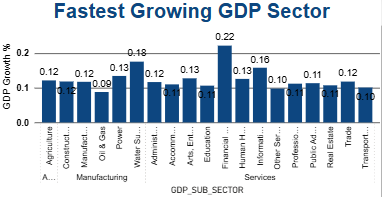 Fastest Growing GDP Sector
GDP Growth %
0.2
0.1
0.0
0.12
0.12
0.12
0.09
0.13
0.18
0.12
0.11
0.13
0.11
0.22
0.13
0.16
0.10
0.11
0.11
0.11
0.12
0.10
Agriculture
Construct...
Manufact...
Oil & Gas
Power
Water Su...
Administ...
Accomm...
Arts, Ent...
Education
Financial ...
Human H...
Informati...
Other Ser...
Professio...
Public Ad...
Real Estate
Trade
Transport...
A...
Manufacturing
Services
GDP_SUB_SECTOR